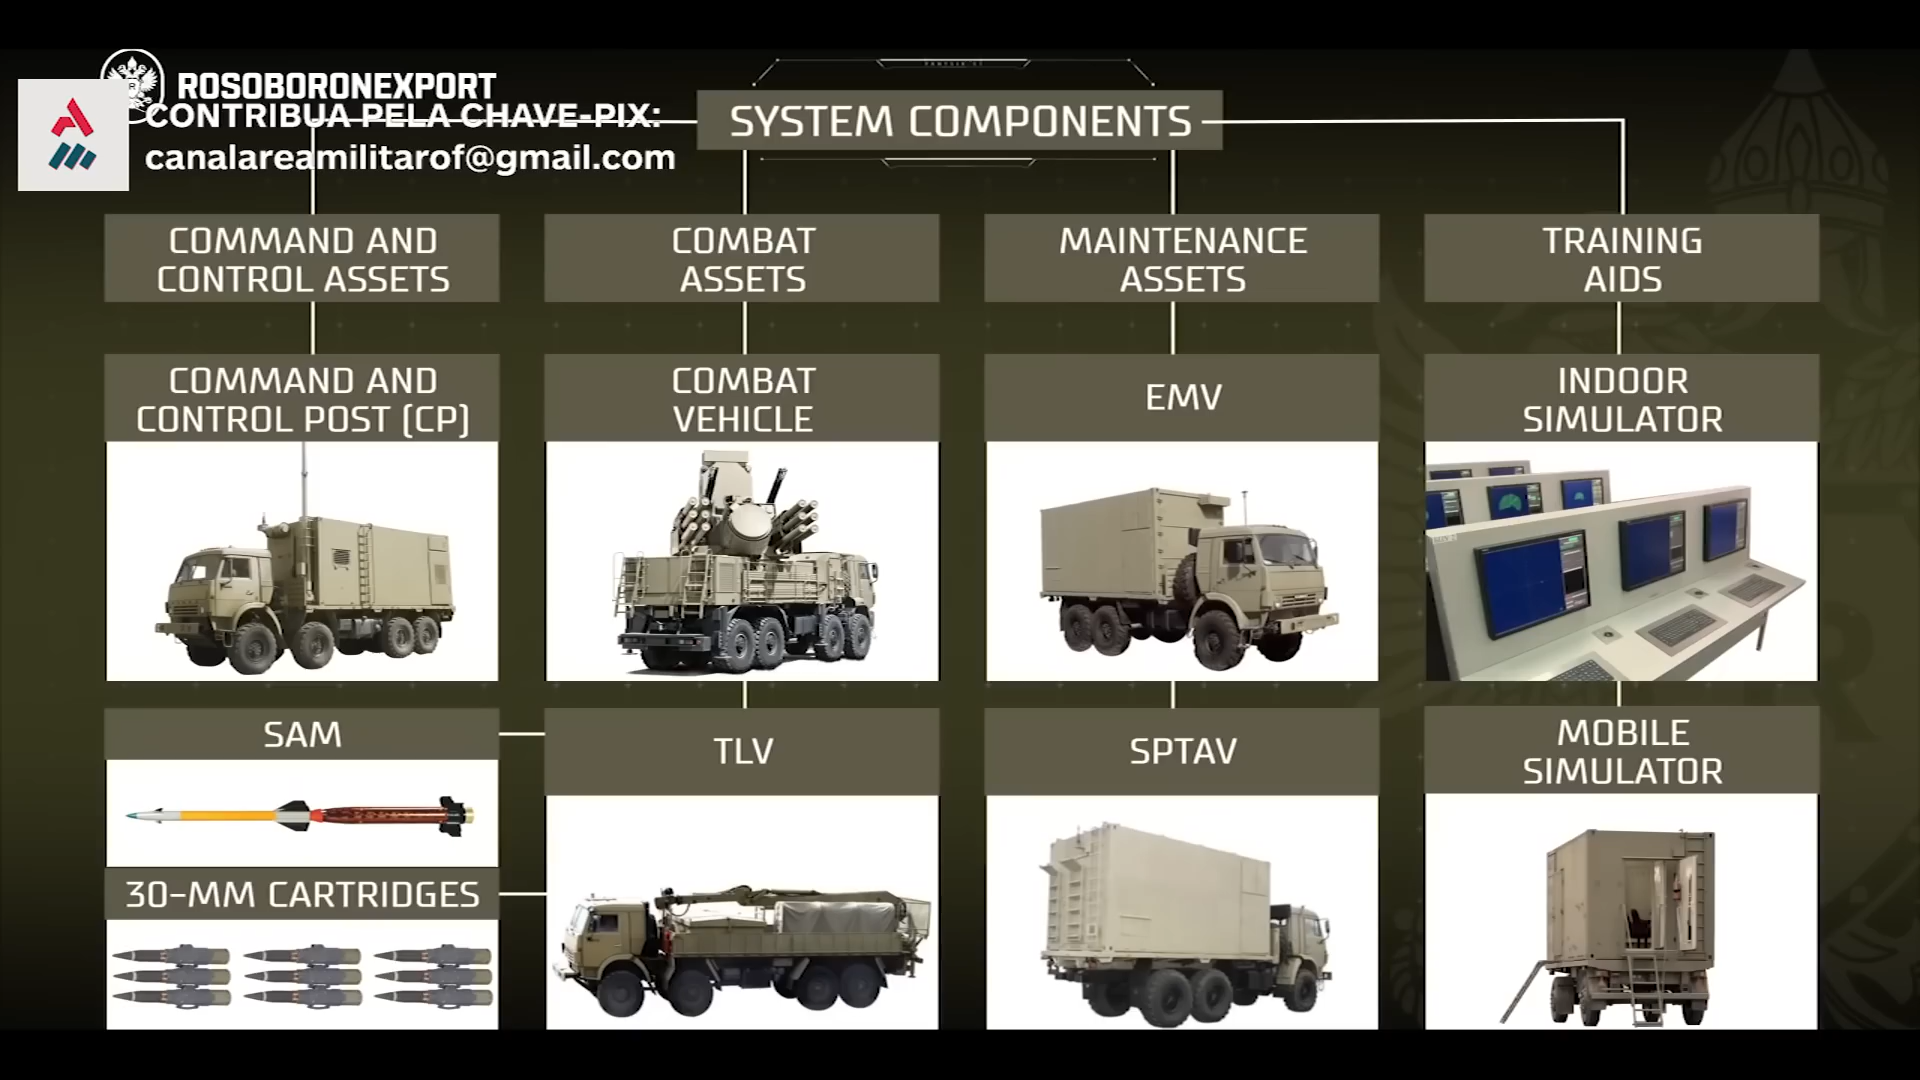 ROSOBORONEXPORT
CONTRIBUA PELA CHAVE-PIX:
canalareamilitarof@gmail.com
SYSTEM COMPONENTS
COMMAND AND
CONTROL ASSETS
COMBAT
ASSETS
MAINTENANCE
ASSETS
TRAINING
AIDS
COMMAND AND
CONTROL POST (CP)
COMBAT
VEHICLE
EMV
INDOOR
SIMULATOR
SAM
TLV
SPTAV
MOBILE
SIMULATOR
30-MM CARTRIDGES